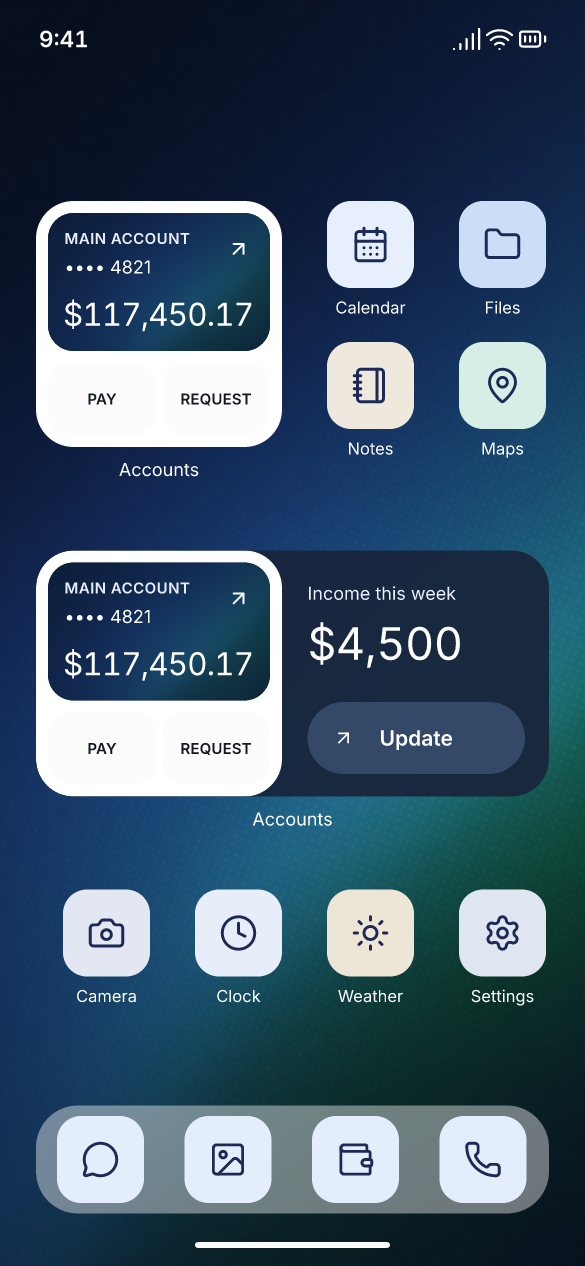 9:41
MAIN ACCOUNT
•••• 4821
$117,450.17
PAY REQUEST
Accounts
Calendar Files
Notes Maps
MAIN ACCOUNT
•••• 4821
$117,450.17
PAY REQUEST
Income this week
$4,500
Update
Accounts
Camera Clock Weather Settings